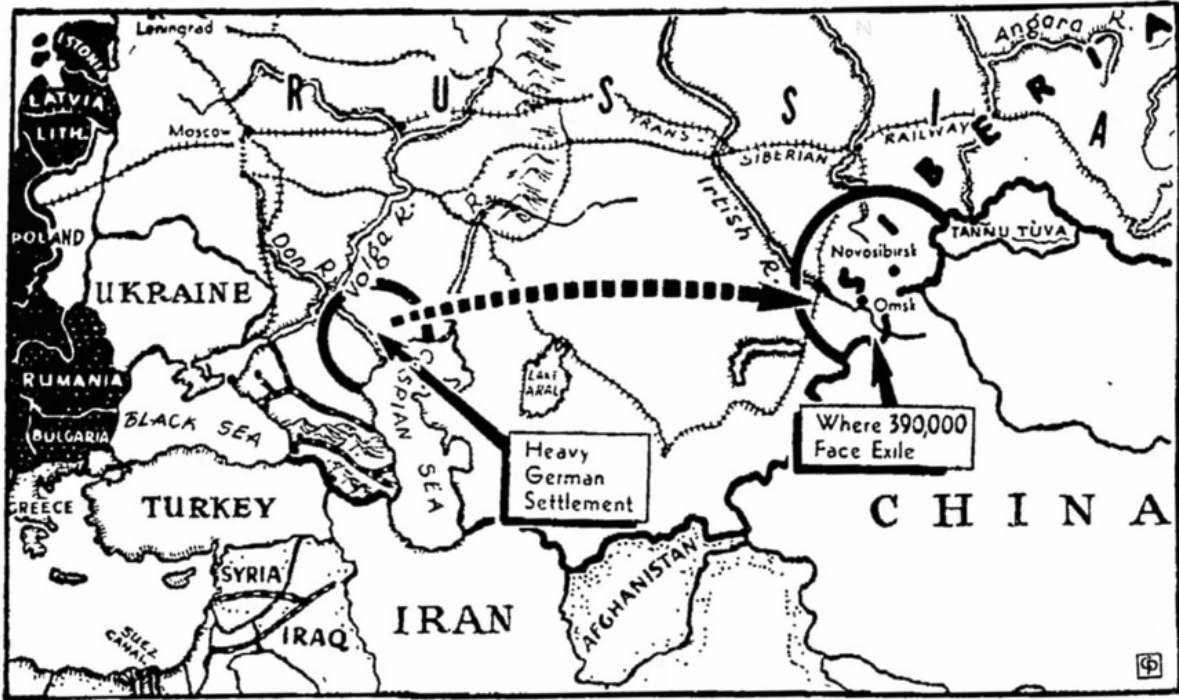 Leningrad
Angara R.
ESTONIA
LATVIA
LITH.
Moscow
R U S S I A
TRANS SIBERIAN RAILWAY
SIBERIA
POLAND
UKRAINE
Don R.
Volga R.
Irtish R.
Novosibirsk
Omsk
TANNU TUVA
RUMANIA
BULGARIA
BLACK SEA
CASPIAN SEA
LAKE ARAL
Heavy
German
Settlement
Where 390,000
Face Exile
GREECE
TURKEY
CHINA
SYRIA
IRAQ
IRAN
AFGHANISTAN
SUEZ
CANAL